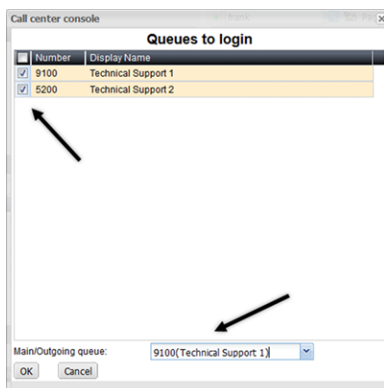 Call center console
Queues to login
Number Display Name
9100 Technical Support 1
5200 Technical Support 2
Main/Outgoing queue: 9100(Technical Support 1)
OK Cancel